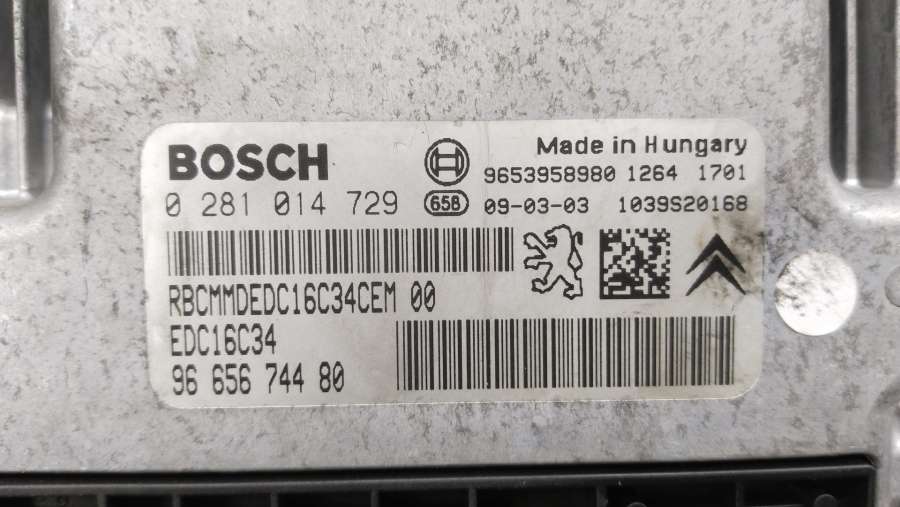 BOSCH
Made in Hungary
9653958980 1264 1701
0 281 014 729 658 09-03-03 1039S20168
RBCMMDEDC16C34CEM 00
EDC16C34
96 656 744 80